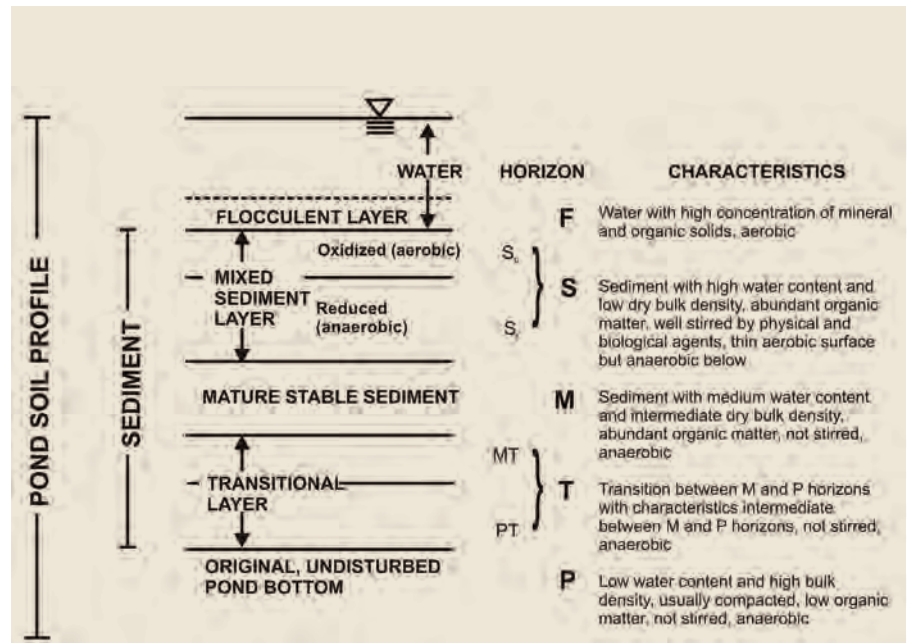 WATER
HORIZON
CHARACTERISTICS
FLOCCULENT LAYER
F
Water with high concentration of mineral
and organic solids, aerobic
Oxidized (aerobic)
MIXED
SEDIMENT
LAYER
Reduced
(anaerobic)
S
Sediment with high water content and
low dry bulk density, abundant organic
matter, well stirred by physical and
biological agents, thin aerobic surface
but anaerobic below
MATURE STABLE SEDIMENT
M
Sediment with medium water content
and intermediate dry bulk density,
abundant organic matter, not stirred,
anaerobic
TRANSITIONAL
LAYER
MT
PT
T
Transition between M and P horizons
with characteristics intermediate
between M and P horizons, not stirred,
anaerobic
ORIGINAL, UNDISTURBED
POND BOTTOM
P
Low water content and high bulk
density, usually compacted, low organic
matter, not stirred, anaerobic
POND SOIL PROFILE
SEDIMENT